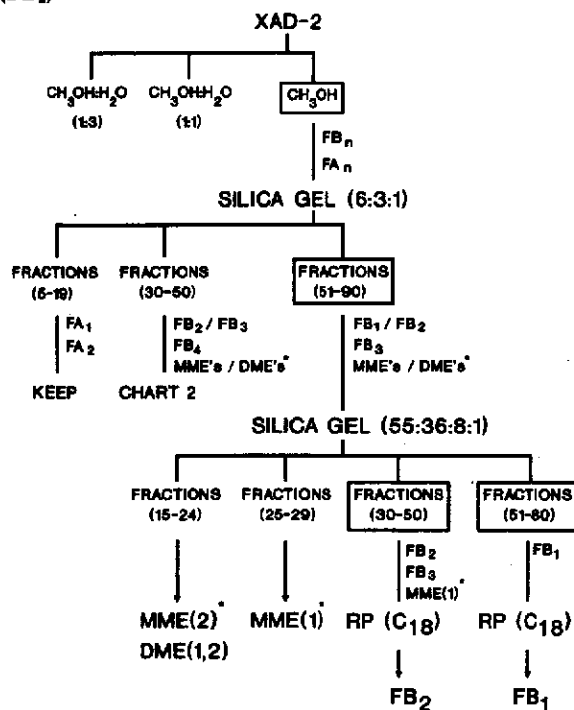 XAD-2
CH₃OH:H₂O CH₃OH:H₂O CH₃OH
(1:3) (1:1)
FBₙ
FAₙ
SILICA GEL (6:3:1)
FRACTIONS FRACTIONS FRACTIONS
(5-19) (30-50) (51-90)
FA₁ FB₂ / FB₃ FB₁ / FB₂
FA₂ FB₄ FB₃
MME's / DME's* MME's / DME's*
KEEP CHART 2
SILICA GEL (55:36:8:1)
FRACTIONS FRACTIONS FRACTIONS FRACTIONS
(15-24) (25-29) (30-50) (51-60)
FB₂ FB₁
FB₃
MME(1)*
MME(2)* MME(1)* RP (C₁₈) RP (C₁₈)
DME(1,2)
FB₂ FB₁